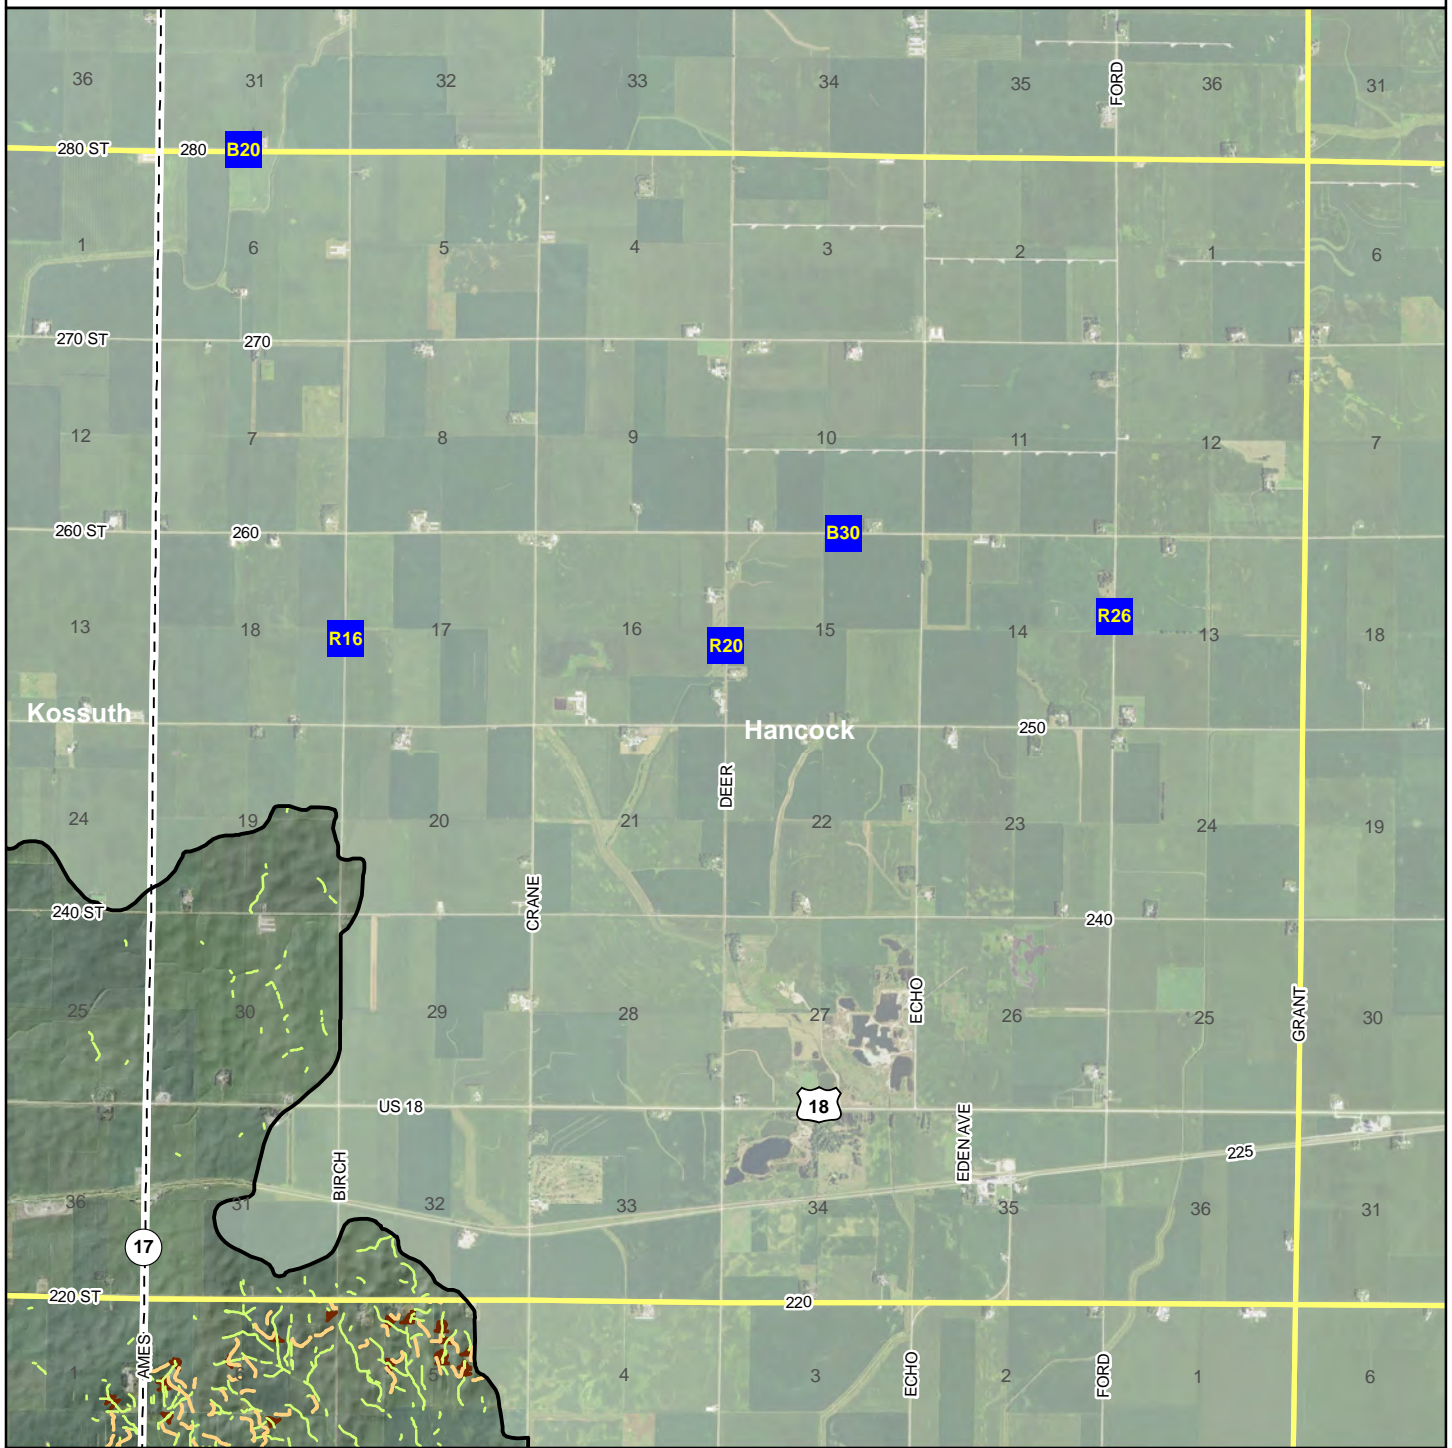 36 31 32 33 34 35 FORD 36 31
280 ST 280 B20
1 6 5 4 3 2 1 6
270 ST 270
12 7 8 9 10 11 12 7
260 ST 260 B30
13 18 R16 17 16 R20 15 14 R26 13 18
Kossuth Hancock 250
DEER
24 19 20 21 22 23 24 19
CRANE
240 ST 240
25 30 29 28 27 ECHO 26 25 GRANT 30
US 18 18
BIRCH EDEN AVE 225
36 31 32 33 34 35 36 31
17
220 ST 220
AMES
1 5 4 3 ECHO 2 FORD 1 6